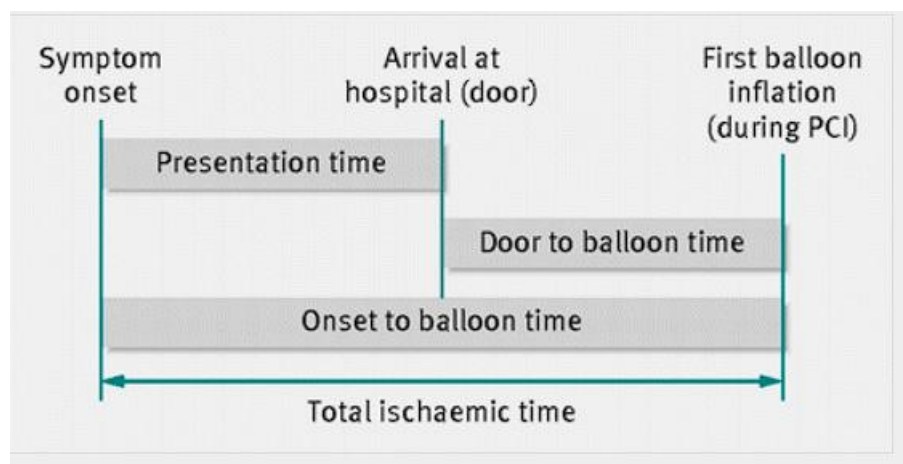 Symptom
onset
Arrival at
hospital (door)
First balloon
inflation
(during PCI)
Presentation time
Door to balloon time
Onset to balloon time
Total ischaemic time